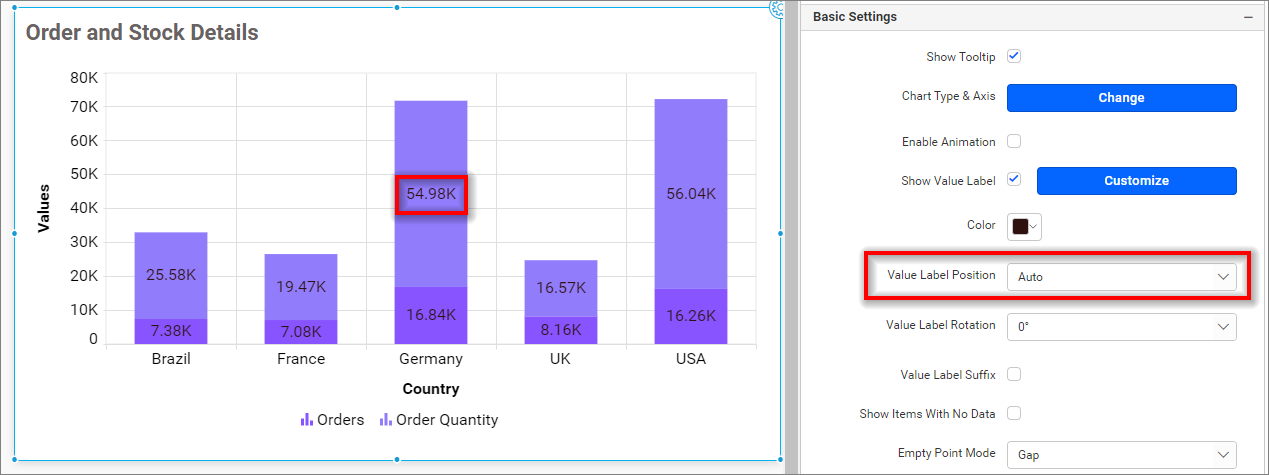 Order and Stock Details
80K
70K
60K
50K
40K
30K
20K
10K
0
Values
25.58K
7.38K
19.47K
7.08K
54.98K
16.84K
16.57K
8.16K
56.04K
16.26K
Brazil France Germany UK USA
Country
Orders Order Quantity
Basic Settings
Show Tooltip
Chart Type & Axis Change
Enable Animation
Show Value Label Customize
Color
Value Label Position Auto
Value Label Rotation 0°
Value Label Suffix
Show Items With No Data
Empty Point Mode Gap